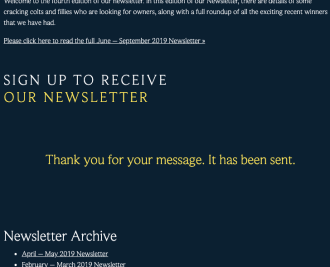 Welcome to the fourth edition of our newsletter. In this edition of our Newsletter, there are details of some
cracking colts and fillies who are looking for owners, along with a full roundup of all the exciting recent winners
that we have had.
Please click here to read the full June – September 2019 Newsletter »
SIGN UP TO RECEIVE
OUR NEWSLETTER
Thank you for your message. It has been sent.
Newsletter Archive
• April – May 2019 Newsletter
• February – March 2019 Newsletter